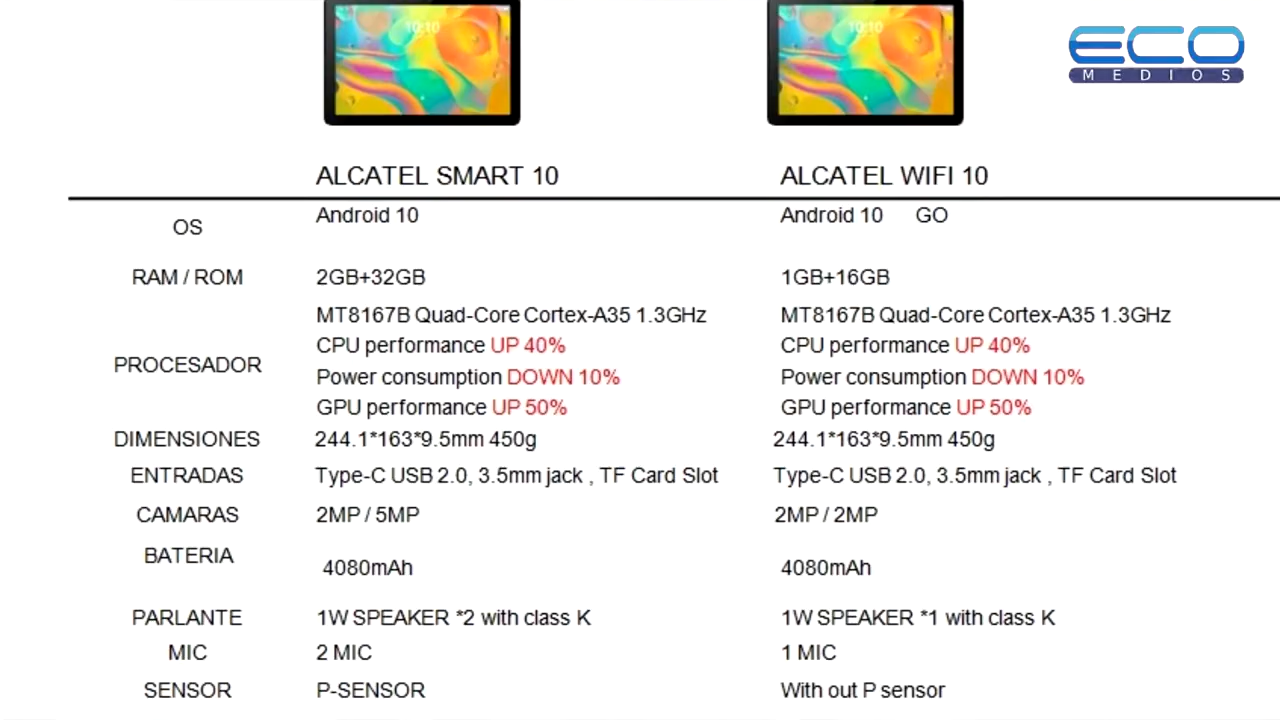 10:10
10:10
ECO
MEDIOS
ALCATEL SMART 10
ALCATEL WIFI 10
OS
Android 10
Android 10 GO
RAM / ROM
2GB+32GB
1GB+16GB
PROCESADOR
MT8167B Quad-Core Cortex-A35 1.3GHz
CPU performance UP 40%
Power consumption DOWN 10%
GPU performance UP 50%
MT8167B Quad-Core Cortex-A35 1.3GHz
CPU performance UP 40%
Power consumption DOWN 10%
GPU performance UP 50%
DIMENSIONES
244.1*163*9.5mm 450g
244.1*163*9.5mm 450g
ENTRADAS
Type-C USB 2.0, 3.5mm jack , TF Card Slot
Type-C USB 2.0, 3.5mm jack , TF Card Slot
CAMARAS
2MP / 5MP
2MP / 2MP
BATERIA
4080mAh
4080mAh
PARLANTE
1W SPEAKER *2 with class K
1W SPEAKER *1 with class K
MIC
2 MIC
1 MIC
SENSOR
P-SENSOR
With out P sensor